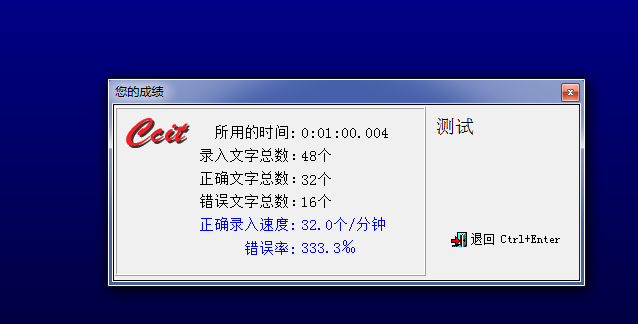 您的成绩
Ccit
所用的时间: 0:01:00.004
测试
录入文字总数: 48个
正确文字总数: 32个
错误文字总数: 16个
正确录入速度: 32.0个/分钟
错误率: 333.3‰
退回 Ctrl+Enter